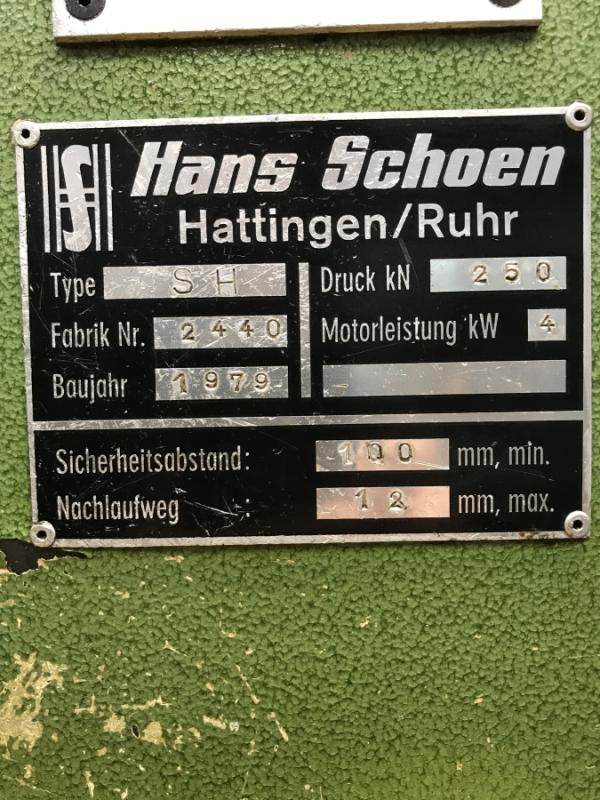 Hans Schoen
Hattingen/Ruhr
Type SH
Fabrik Nr. 2440
Baujahr 1979
Druck kN 250
Motorleistung kW 4
Sicherheitsabstand: 100 mm, min.
Nachlaufweg : 12 mm, max.